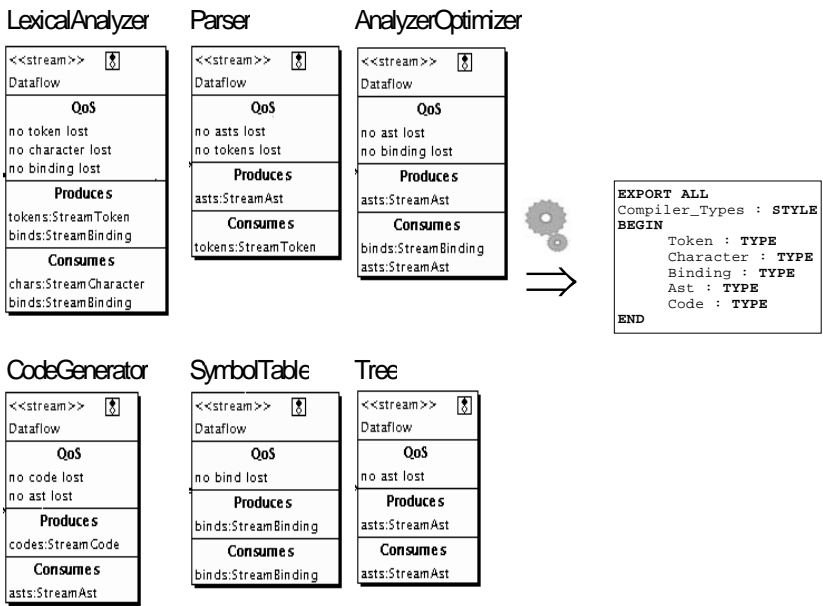 LexicalAnalyzer
<<stream>>
Dataflow
QoS
no token lost
no character lost
no binding lost
Produces
tokens:StreamToken
binds:StreamBinding
Consumes
chars:StreamCharacter
binds:StreamBinding
Parser
<<stream>>
Dataflow
QoS
no asts lost
no tokens lost
Produces
asts:StreamAst
Consumes
tokens:StreamToken
AnalyzerOptimizer
<<stream>>
Dataflow
QoS
no ast lost
no binding lost
Produces
asts:StreamAst
Consumes
binds:StreamBinding
asts:StreamAst
EXPORT ALL
Compiler_Types : STYLE
BEGIN
Token : TYPE
Character : TYPE
Binding : TYPE
Ast : TYPE
Code : TYPE
END
CodeGenerator
<<stream>>
Dataflow
QoS
no code lost
no ast lost
Produces
codes:StreamCode
Consumes
asts:StreamAst
SymbolTable
<<stream>>
Dataflow
QoS
no bind lost
Produces
binds:StreamBinding
Consumes
binds:StreamBinding
Tree
<<stream>>
Dataflow
QoS
no ast lost
Produces
asts:StreamAst
Consumes
asts:StreamAst